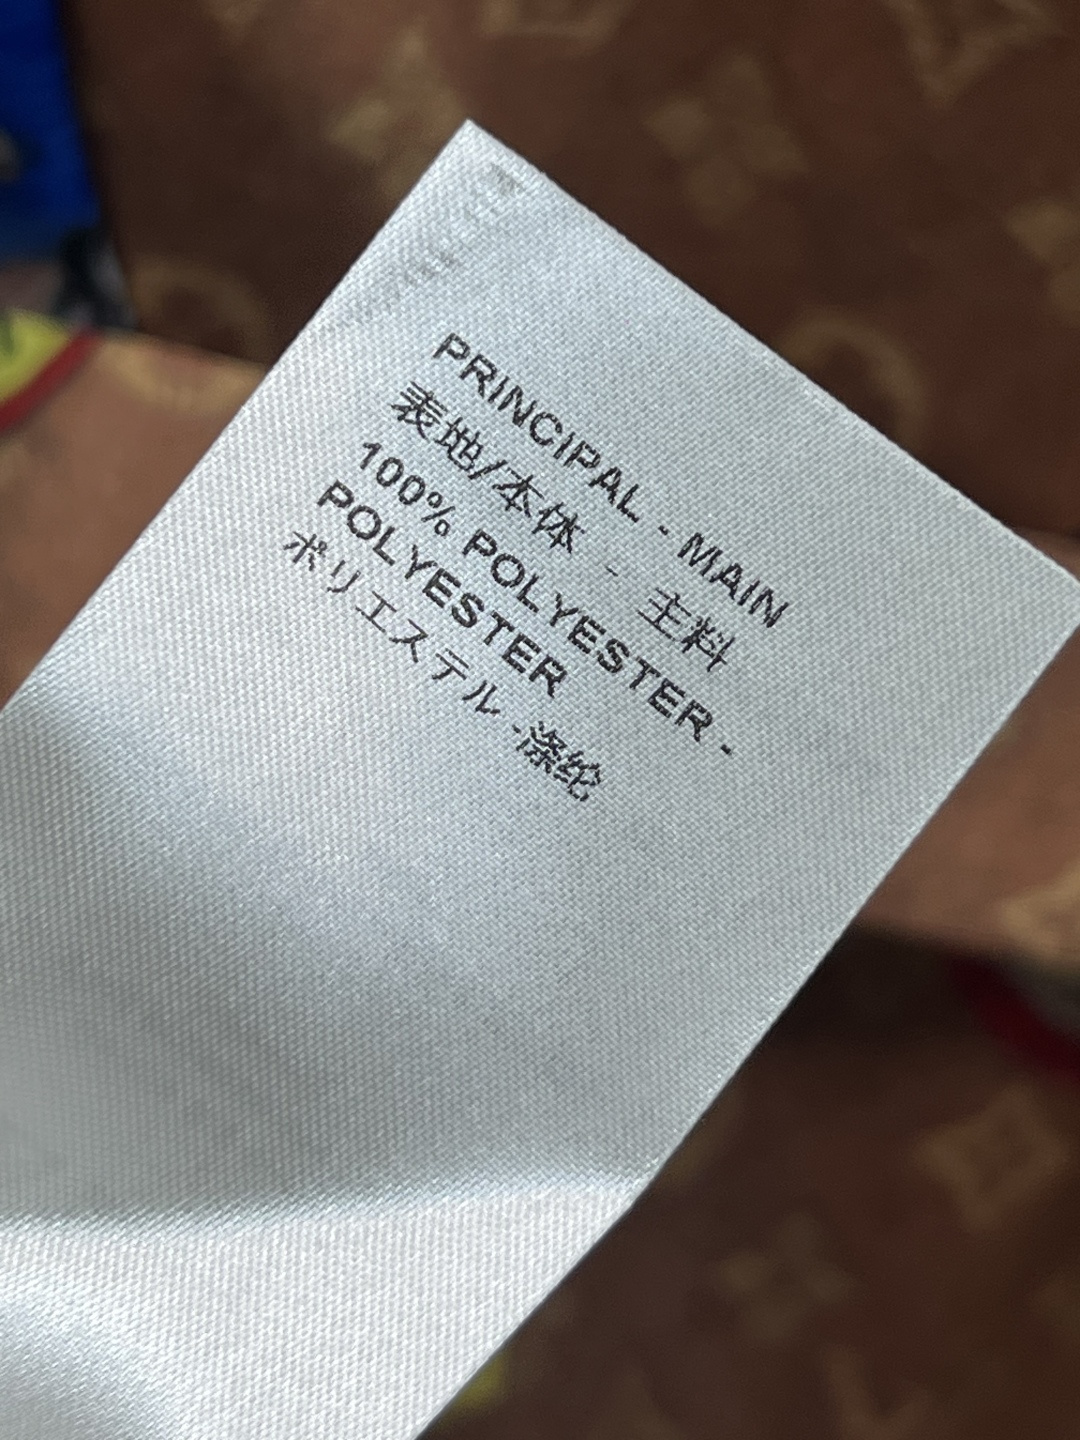 PRINCIPAL - MAIN
表地/本体 - 主料
100% POLYESTER -
POLYESTER
ポリエステル -涤纶